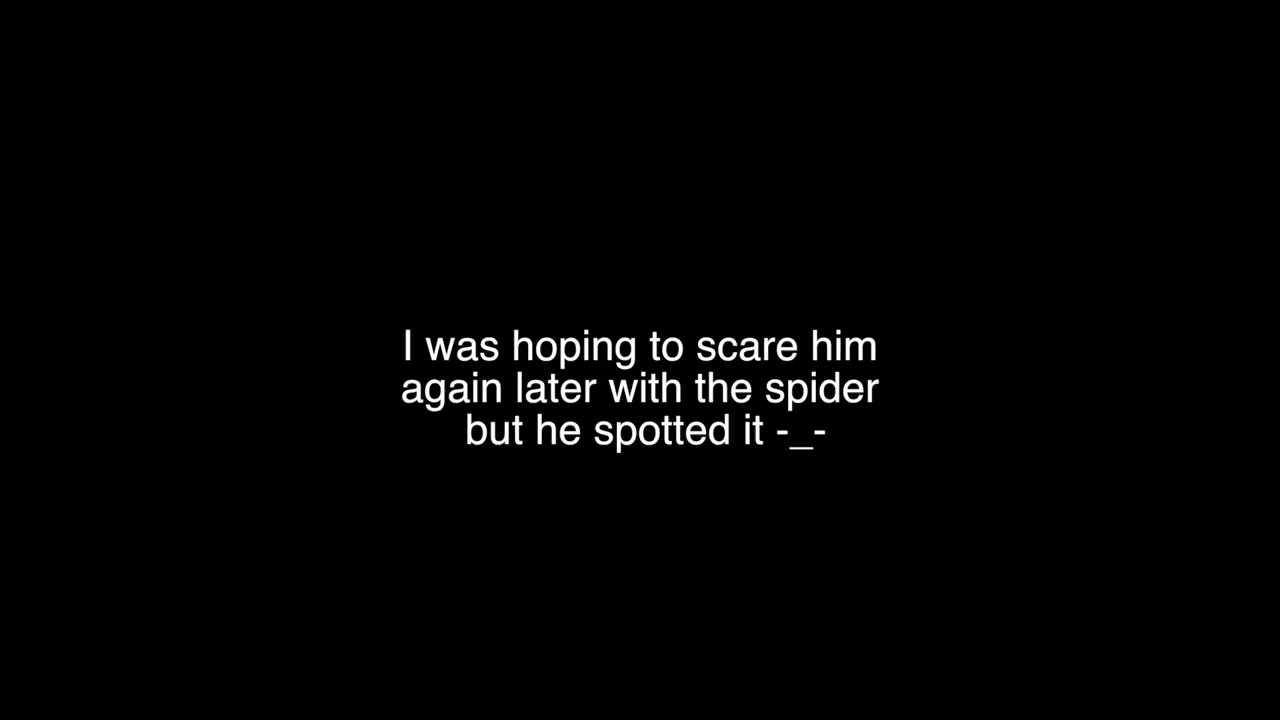 I was hoping to scare him
again later with the spider
but he spotted it -_-